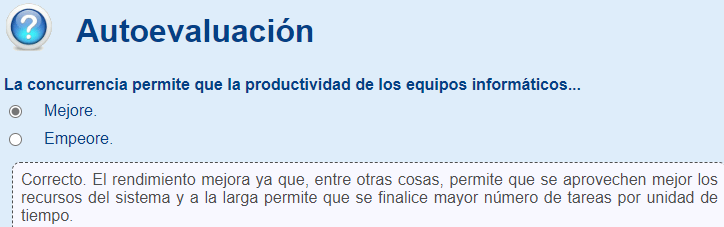 Autoevaluación
La concurrencia permite que la productividad de los equipos informáticos...
Mejore.
Empeore.
Correcto. El rendimiento mejora ya que, entre otras cosas, permite que se aprovechen mejor los
recursos del sistema y a la larga permite que se finalice mayor número de tareas por unidad de
tiempo.